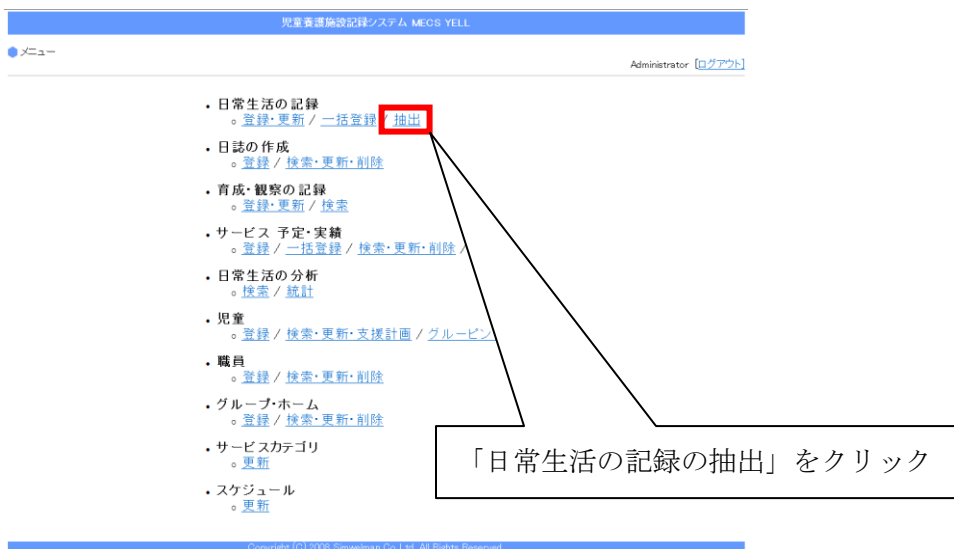 児童養護施設記録システム MECS YELL
メニュー
Administrator [ログアウト]
・日常生活の記録
○ 登録・更新 / 一括登録 / 抽出
・日誌の作成
○ 登録 / 検索・更新・削除
・育成・観察の記録
○ 登録・更新 / 検索
・サービス 予定・実績
○ 登録 / 一括登録 / 検索・更新・削除 /
・日常生活の分析
○ 検索 / 統計
・児童
○ 登録 / 検索・更新・支援計画 / グルーピン
・職員
○ 登録 / 検索・更新・削除
・グループ・ホーム
○ 登録 / 検索・更新・削除
・サービスカテゴリ
○ 更新
・スケジュール
○ 更新
「日常生活の記録の抽出」をクリック
Copyright (C) 2008 Simwelman Co.,Ltd. All Rights Reserved.